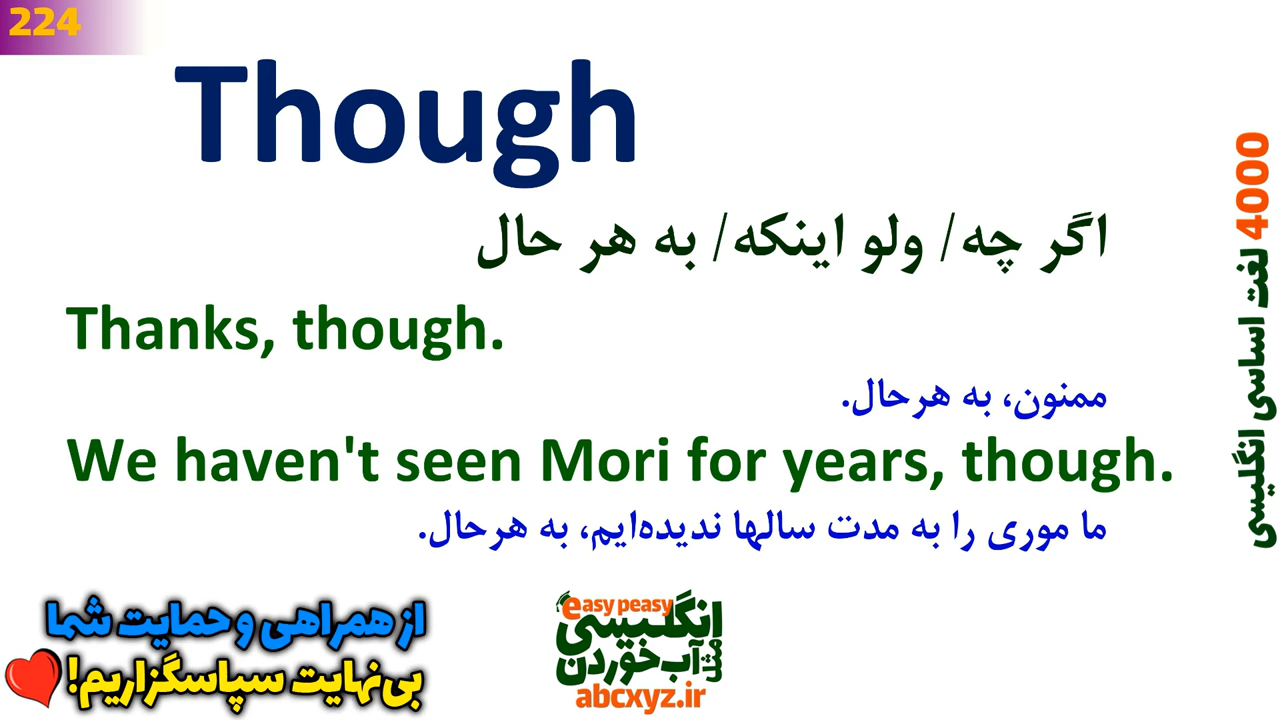 224
Though
اگر چه/ ولو اینکه/ به هر حال
Thanks, though.
ممنون، به هرحال.
We haven't seen Mori for years, though.
ما موری را به مدت سالها ندیده‌ایم، به هرحال.
4000 لغت اساسی انگلیسی
از همراهی و حمایت شما
بی‌نهایت سپاسگزاریم!
easy peasy
انگلیسی
مثل آب خوردن
abcxyz.ir